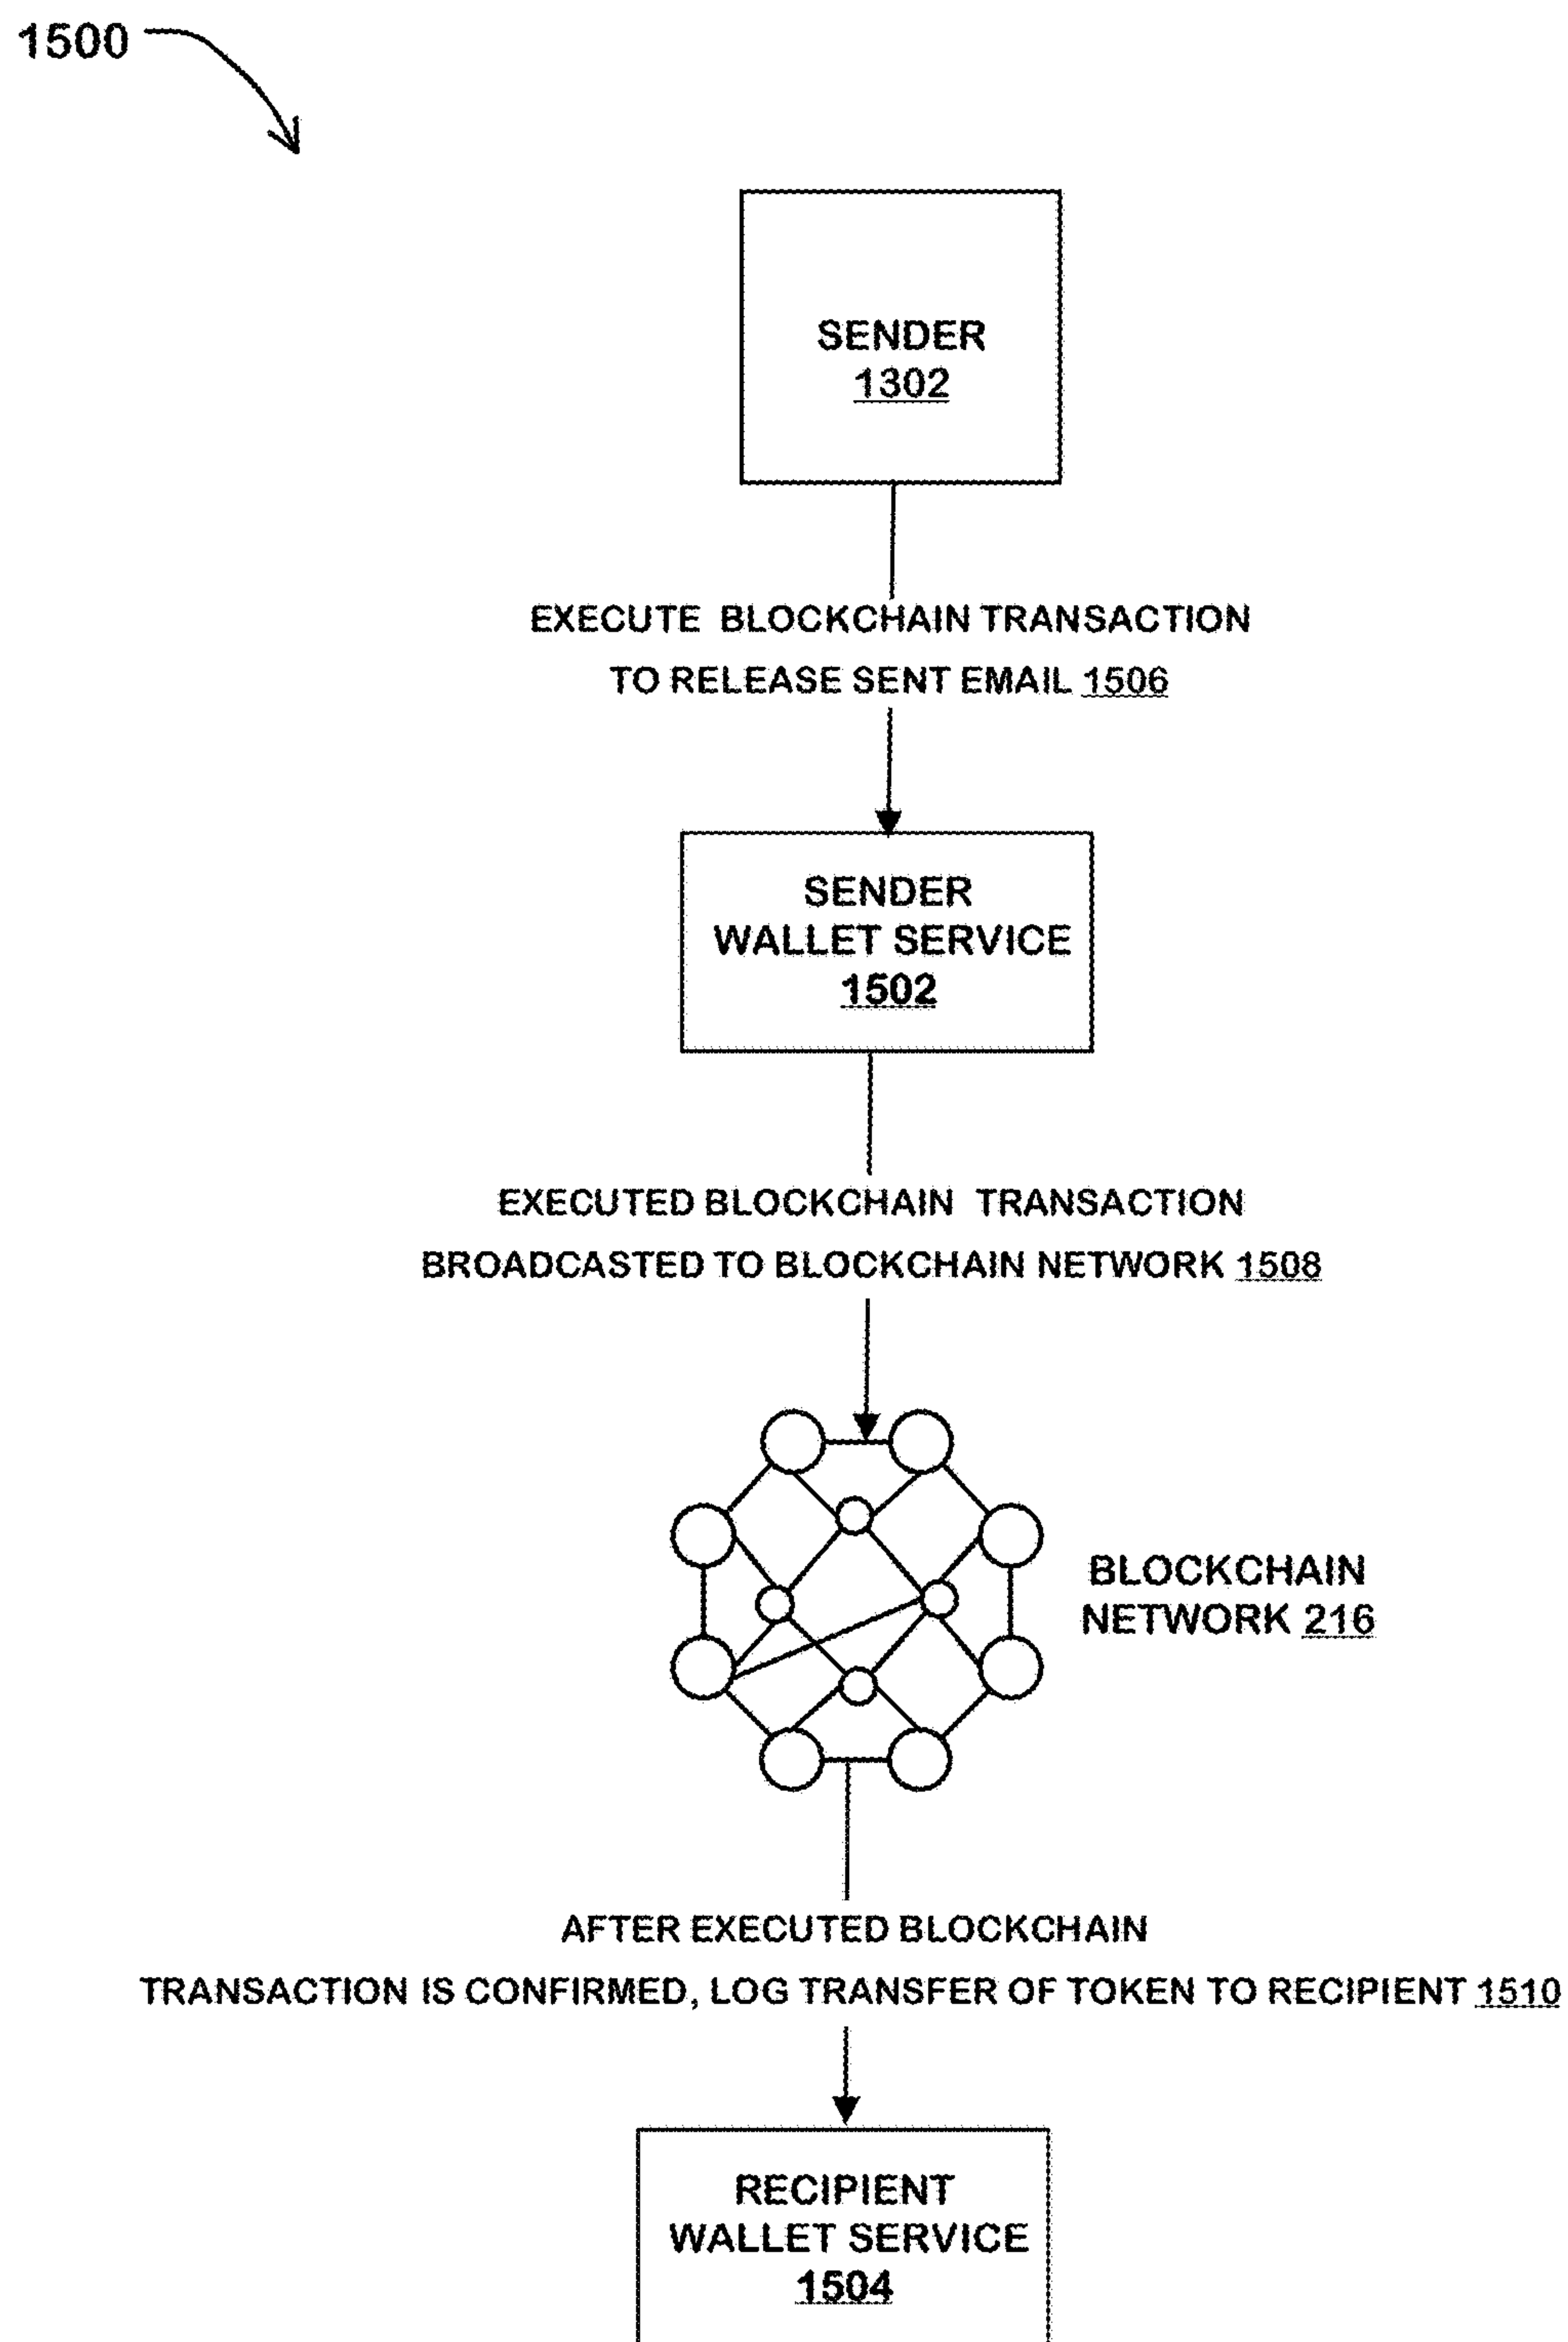 1500
SENDER
1302
EXECUTE BLOCKCHAIN TRANSACTION
TO RELEASE SENT EMAIL 1506
SENDER
WALLET SERVICE
1502
EXECUTED BLOCKCHAIN TRANSACTION
BROADCASTED TO BLOCKCHAIN NETWORK 1508
BLOCKCHAIN
NETWORK 216
AFTER EXECUTED BLOCKCHAIN
TRANSACTION IS CONFIRMED, LOG TRANSFER OF TOKEN TO RECIPIENT 1510
RECIPIENT
WALLET SERVICE
1504